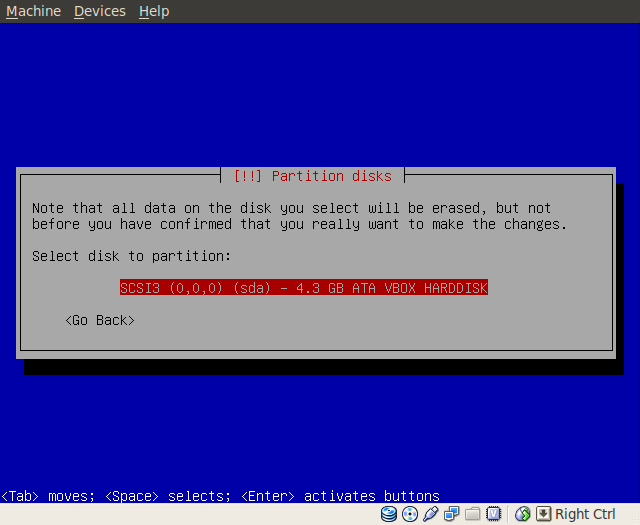 Machine Devices Help
[!!] Partition disks
Note that all data on the disk you select will be erased, but not
before you have confirmed that you really want to make the changes.
Select disk to partition:
SCSI3 (0,0,0) (sda) - 4.3 GB ATA VBOX HARDDISK
<Go Back>
<Tab> moves; <Space> selects; <Enter> activates buttons
Right Ctrl